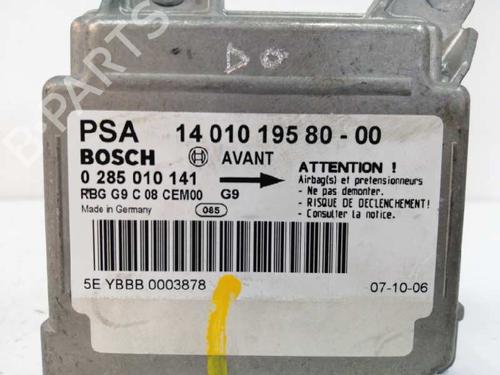 B-PARTS
DO
PSA 14 010 195 80 - 00
BOSCH AVANT
0 285 010 141
RBG G9 C 08 CEM00 G9
Made in Germany 085
ATTENTION !
Airbag(s) et pretensionneurs
- Ne pas demonter.
- RISQUE DE DECLENCHEMENT!
- Consulter la notice.
5E YBBB 0003878
07-10-06